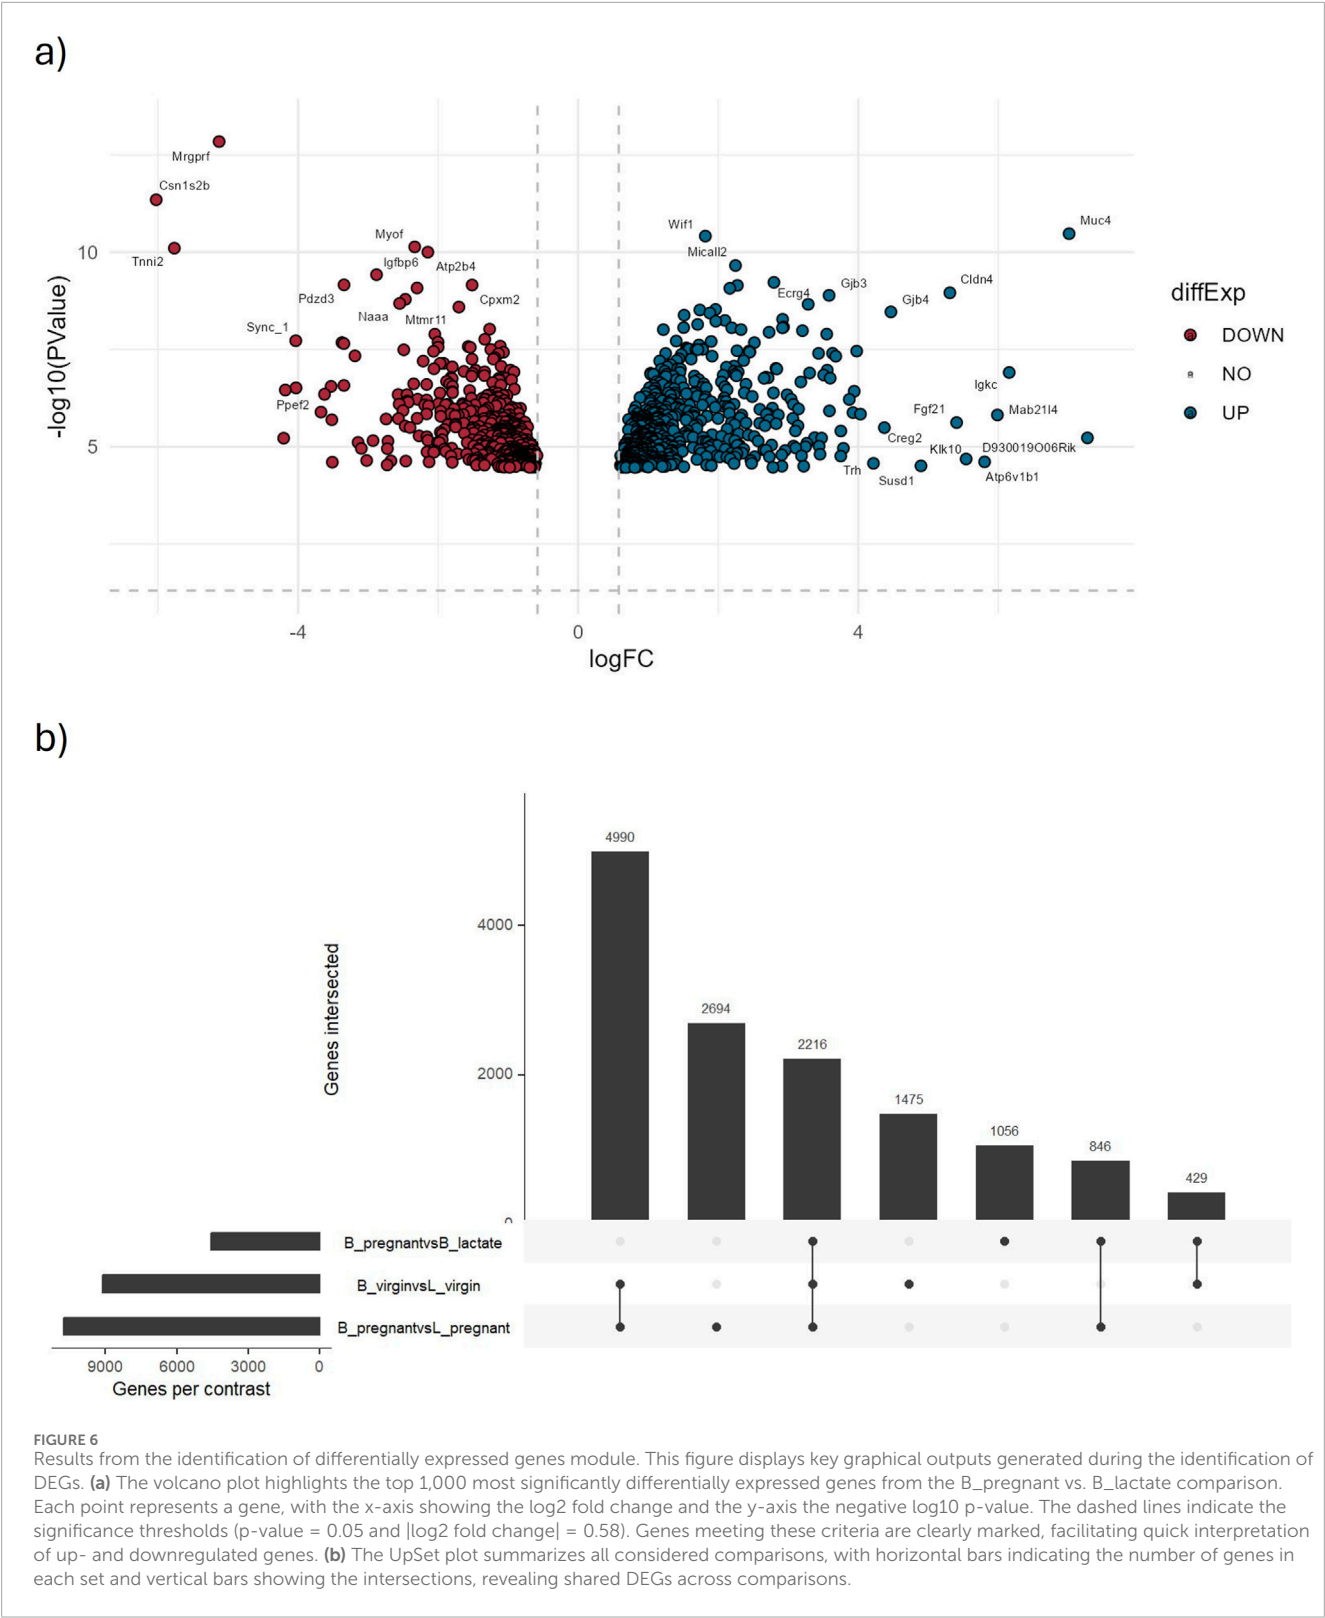 a)
Mrgprf
Csn1s2b
Tnni2
Myof
Igfbp6
Atp2b4
Pdzd3
Cpxm2
Naaa
Mtmr11
Sync_1
Ppef2
Wif1
Micall2
Ecrg4
Gjb3
Gjb4
Cldn4
Muc4
Igkc
Fgf21
Mab21l4
Creg2
Klk10
D930019O06Rik
Trh
Susd1
Atp6v1b1
10
5
-log10(PValue)
-4
0
4
logFC
diffExp
DOWN
NO
UP
b)
4990
2694
2216
1475
1056
846
429
4000
2000
0
Genes intersected
B_pregnantvsB_lactate
B_virginvsL_virgin
B_pregnantvsL_pregnant
9000
6000
3000
0
Genes per contrast
FIGURE 6
Results from the identification of differentially expressed genes module. This figure displays key graphical outputs generated during the identification of
DEGs. (a) The volcano plot highlights the top 1,000 most significantly differentially expressed genes from the B_pregnant vs. B_lactate comparison.
Each point represents a gene, with the x-axis showing the log2 fold change and the y-axis the negative log10 p-value. The dashed lines indicate the
significance thresholds (p-value = 0.05 and |log2 fold change| = 0.58). Genes meeting these criteria are clearly marked, facilitating quick interpretation
of up- and downregulated genes. (b) The UpSet plot summarizes all considered comparisons, with horizontal bars indicating the number of genes in
each set and vertical bars showing the intersections, revealing shared DEGs across comparisons.